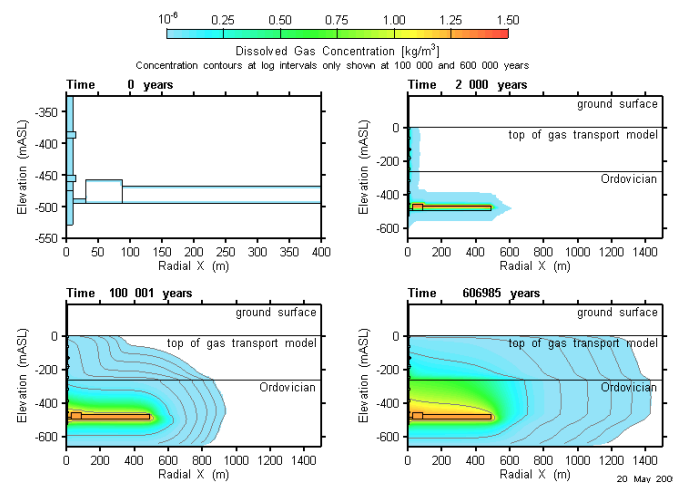 10-6 0.25 0.50 0.75 1.00 1.25 1.50
Dissolved Gas Concentration [kg/m3]
Concentration contours at log intervals only shown at 100 000 and 600 000 years
Time 0 years
-350
-400
-450
-500
-550
Elevation (mASL)
0 50 100 150 200 250 300 350 400
Radial X (m)
Time 2 000 years
ground surface
top of gas transport model
Ordovician
0
-200
-400
-600
Elevation (mASL)
0 200 400 600 800 1000 1200 1400
Radial X (m)
Time 100 001 years
ground surface
top of gas transport model
Ordovician
0
-200
-400
-600
Elevation (mASL)
0 200 400 600 800 1000 1200 1400
Radial X (m)
Time 606985 years
ground surface
top of gas transport model
Ordovician
0
-200
-400
-600
Elevation (mASL)
0 200 400 600 800 1000 1200 1400
Radial X (m)
20 May 200